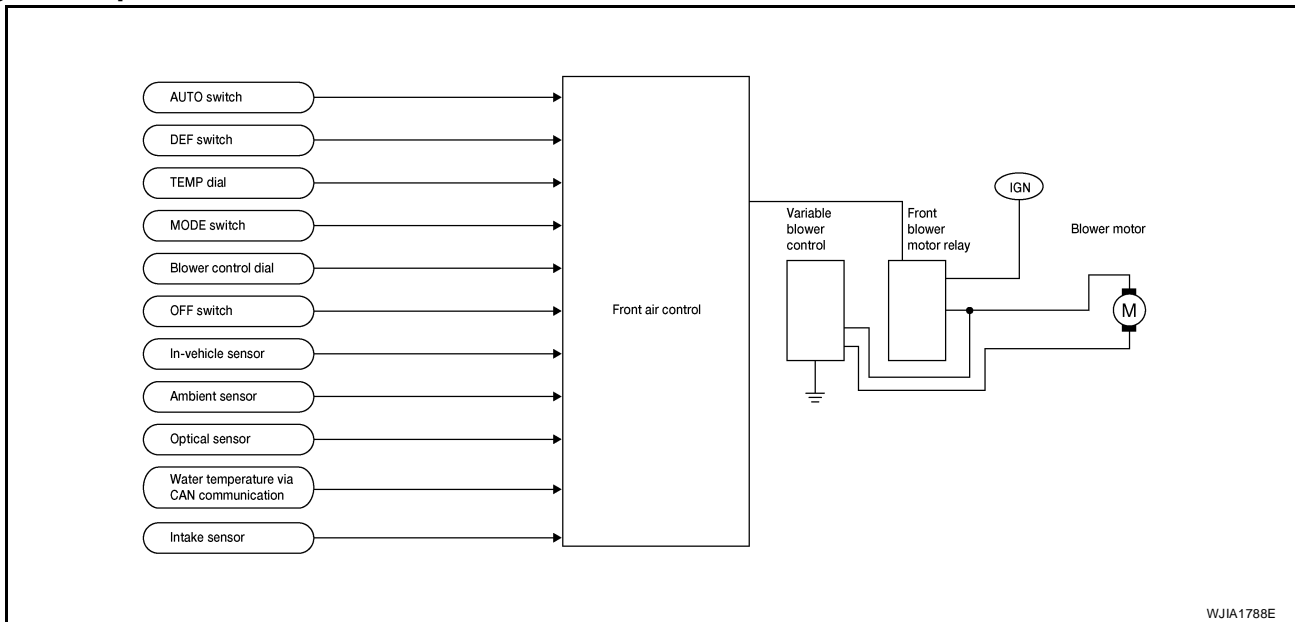 AUTO switch
DEF switch
TEMP dial
MODE switch
Blower control dial
OFF switch
In-vehicle sensor
Ambient sensor
Optical sensor
Water temperature via
CAN communication
Intake sensor
Front air control
Variable
blower
control
Front
blower
motor relay
IGN
Blower motor
M
WJIA1788E